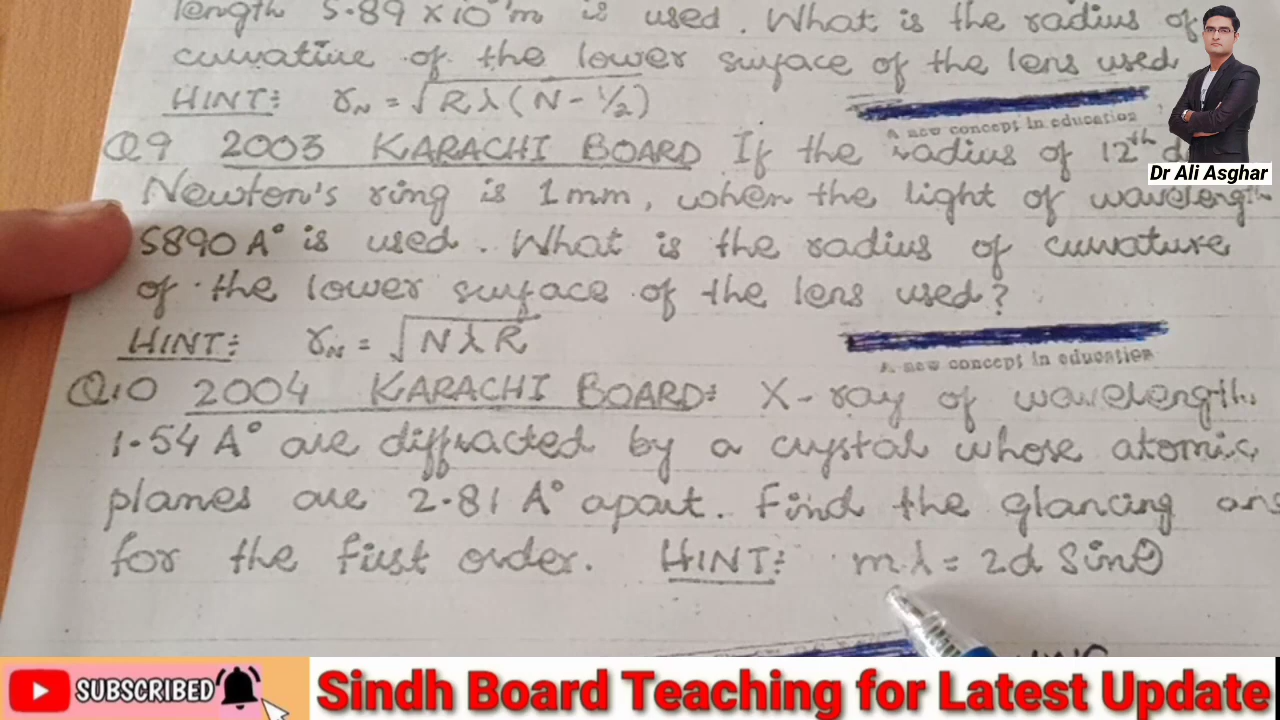 length 5.89 x 10 m is used. What is the radius of
curvature of the lower surface of the lens used
HINT: rN = √Rλ(N-1/2)
A new concept in education
Q9 2003 KARACHI BOARD If the radius of 12th
Dr Ali Asghar
Newton's ring is 1mm, when the light of wavelength
5890 A° is used. What is the radius of curvature
of the lower surface of the lens used?
HINT: rN = √NλR
A new concept in education
Q.10 2004 KARACHI BOARD: X-ray of wavelength
1.54 A° are diffracted by a crystal whose atomic
planes are 2.81 A° apart. Find the glancing ang
for the first order. HINT: mλ = 2d Sinθ
SUBSCRIBED Sindh Board Teaching for Latest Update